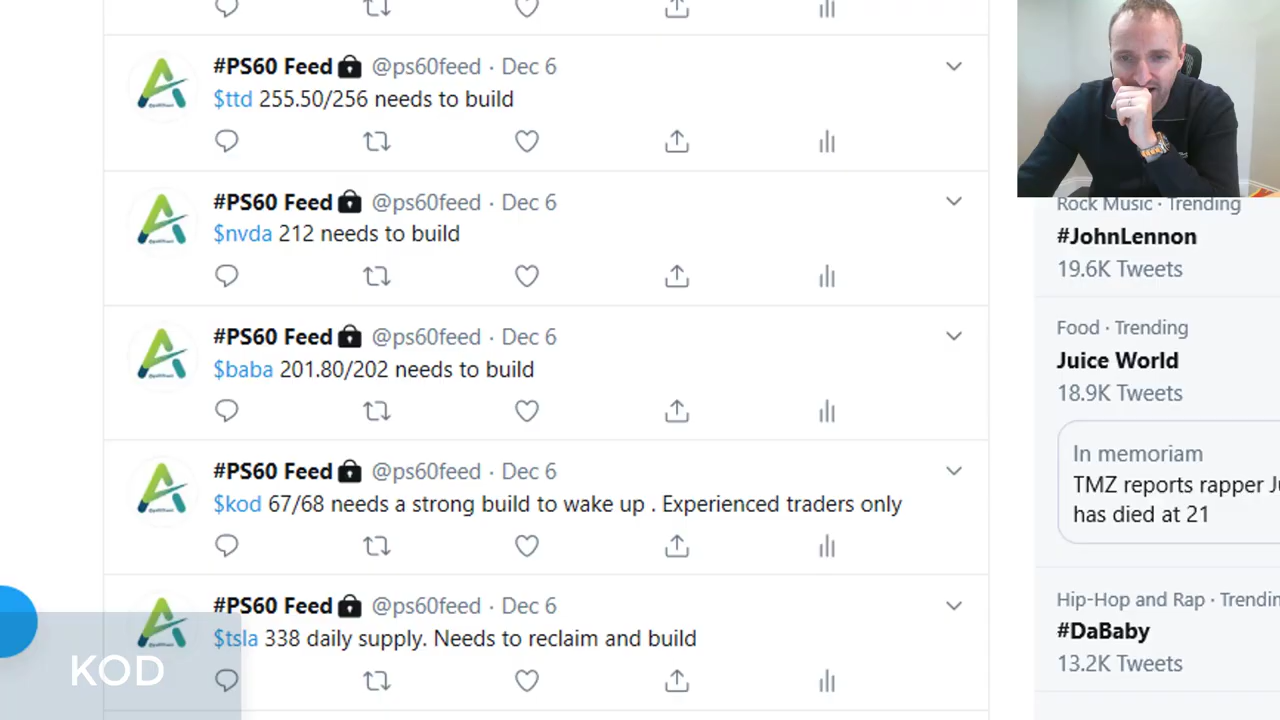 #PS60 Feed @ps60feed · Dec 6
$ttd 255.50/256 needs to build
#PS60 Feed @ps60feed · Dec 6
$nvda 212 needs to build
#PS60 Feed @ps60feed · Dec 6
$baba 201.80/202 needs to build
#PS60 Feed @ps60feed · Dec 6
$kod 67/68 needs a strong build to wake up . Experienced traders only
#PS60 Feed @ps60feed · Dec 6
$tsla 338 daily supply. Needs to reclaim and build
KOD
Rock Music · Trending
#JohnLennon
19.6K Tweets
Food · Trending
Juice World
18.9K Tweets
In memoriam
TMZ reports rapper
has died at 21
Hip-Hop and Rap ·
#DaBaby
13.2K Tweets